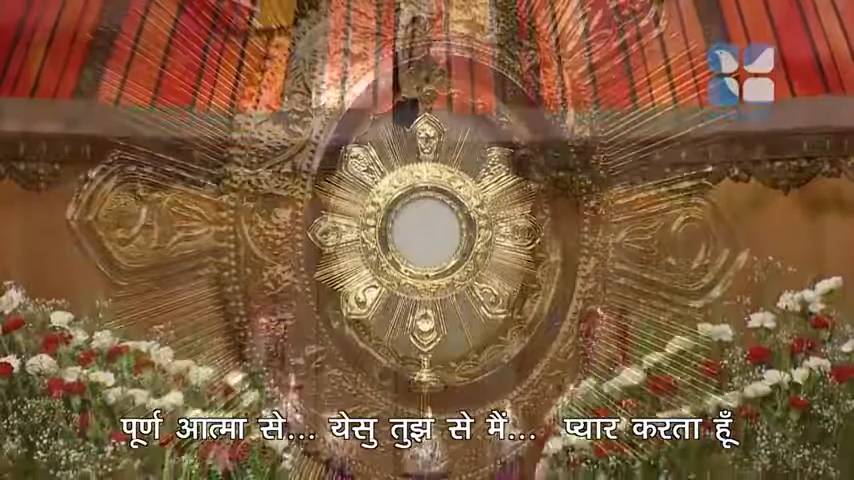 पूर्ण आत्मा से... येसु तुझ से मैं... प्यार करता हूँ